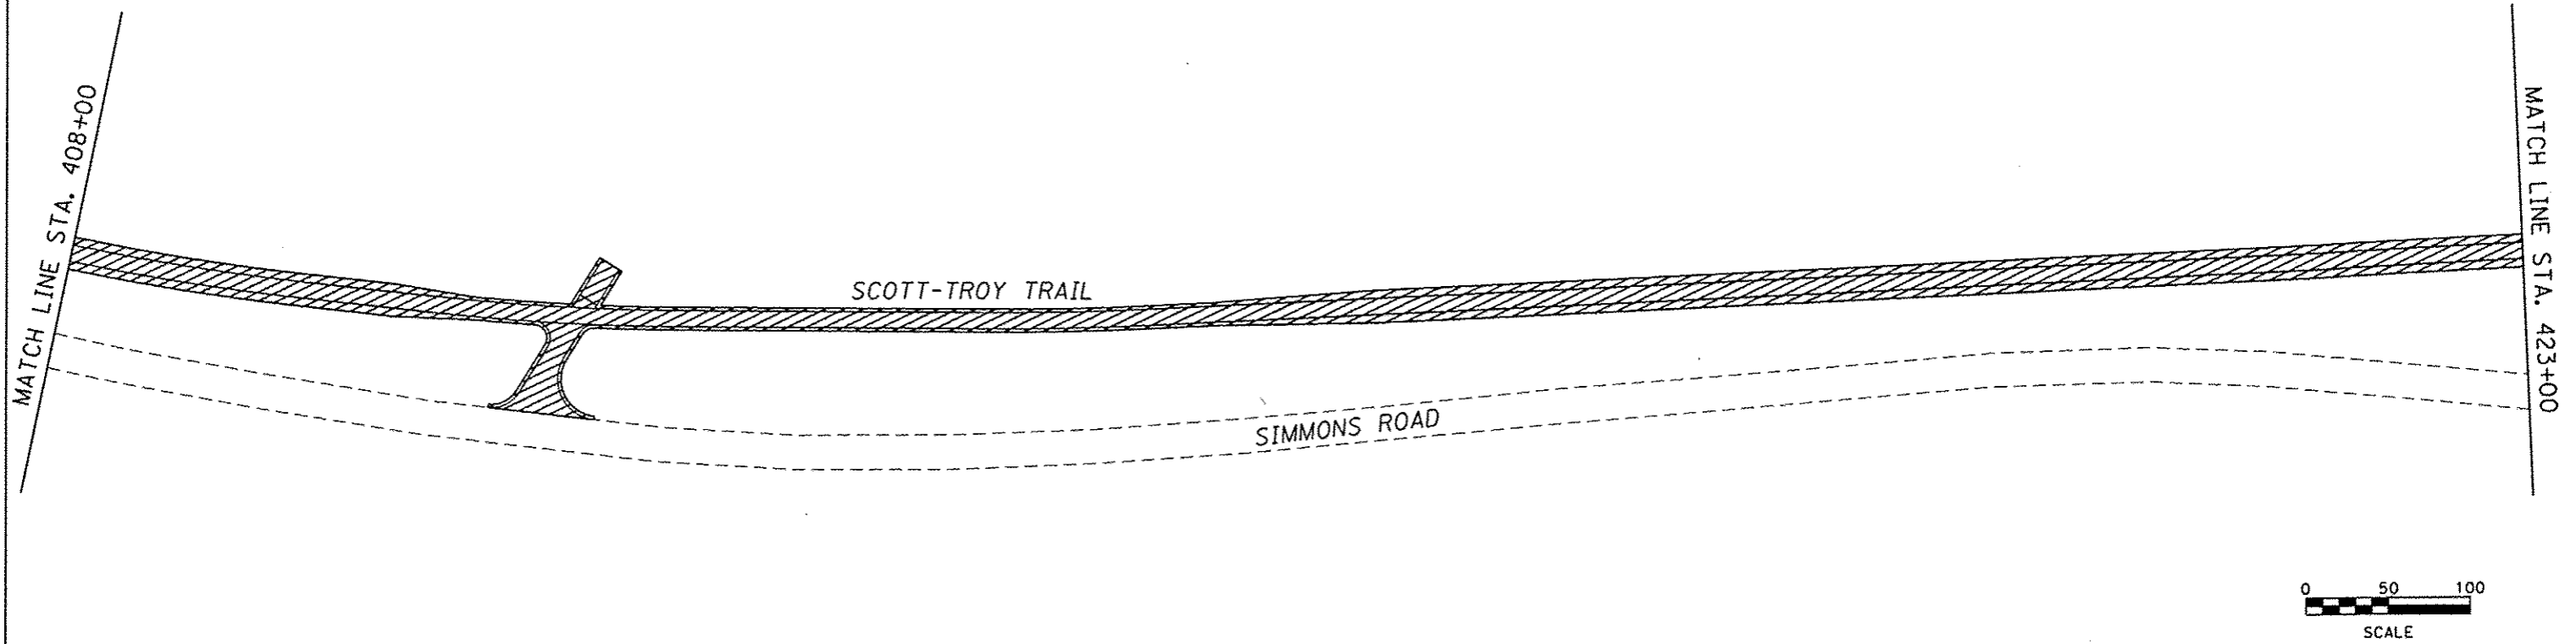 MATCH LINE STA. 408+00
SCOTT-TROY TRAIL
SIMMONS ROAD
MATCH LINE STA. 423+00
0 50 100
SCALE